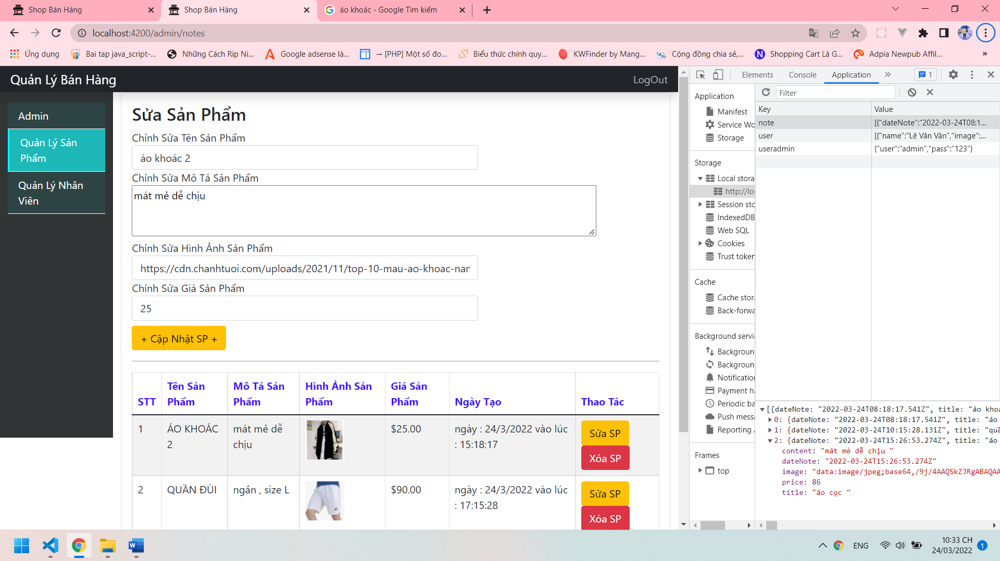 Shop Bán Hàng
Shop Bán Hàng
áo khoác - Google Tìm kiếm
localhost:4200/admin/notes
Ứng dụng
Bai tap java_script-...
Những Cách Rip Ni...
Google adsense là...
→ [PHP] Một số đo...
Biểu thức chính quy...
KWFinder by Mang...
Cộng đồng chia sẻ,...
Shopping Cart Là G...
Adpia Newpub Affil...
»
Quản Lý Bán Hàng
LogOut
Admin
Quản Lý Sản
Phẩm
Quản Lý Nhân
Viên
Sửa Sản Phẩm
Chỉnh Sửa Tên Sản Phẩm
áo khoác 2
Chỉnh Sửa Mô Tả Sản Phẩm
mát mẻ dễ chịu
Chỉnh Sửa Hình Ảnh Sản Phẩm
https://cdn.chanhtuoi.com/uploads/2021/11/top-10-mau-ao-khoac-nar
Chỉnh Sửa Giá Sản Phẩm
25
+ Cập Nhật SP +
STT
Tên Sản
Phẩm
Mô Tả Sản
Phẩm
Hình Ảnh Sản
Phẩm
Giá Sản
Phẩm
Ngày Tạo
Thao Tác
1
ÁO KHOÁC
2
mát mẻ dễ
chịu
$25.00
ngày : 24/3/2022 vào lúc
: 15:18:17
Sửa SP
Xóa SP
2
QUẦN ĐÙI
ngắn , size L
$90.00
ngày : 24/3/2022 vào lúc
: 17:15:28
Sửa SP
Xóa SP
Elements
Console
Application
»
1
Application
Manifest
Service Wo
Storage
Storage
Local stora
http://lo
Session sto
IndexedDB
Web SQL
Cookies
Trust token
Cache
Cache stora
Back-forwa
Background servi
Backgroun
Backgroun
Notification
Payment ha
Periodic ba
Push messa
Reporting A
Frames
top
Filter
Key
Value
note
[{"dateNote":"2022-03-24T08:1...
user
[{"name":"Lê Văn Văn","image":...
useradmin
{"user":"admin","pass":"123"}
[{dateNote: "2022-03-24T08:18:17.541Z", title: "áo khoá
0: {dateNote: "2022-03-24T08:18:17.541Z", title: "áo
1: {dateNote: "2022-03-24T10:15:28.131Z", title: "quầ
2: {dateNote: "2022-03-24T15:26:53.274Z", title: "áo
content: "mát mẻ dễ chịu "
dateNote: "2022-03-24T15:26:53.274Z"
image: "data:image/jpeg;base64,/9j/4AAQSkZJRgABAQAA
price: 86
title: "áo cọc "
ENG
10:33 CH
24/03/2022
1